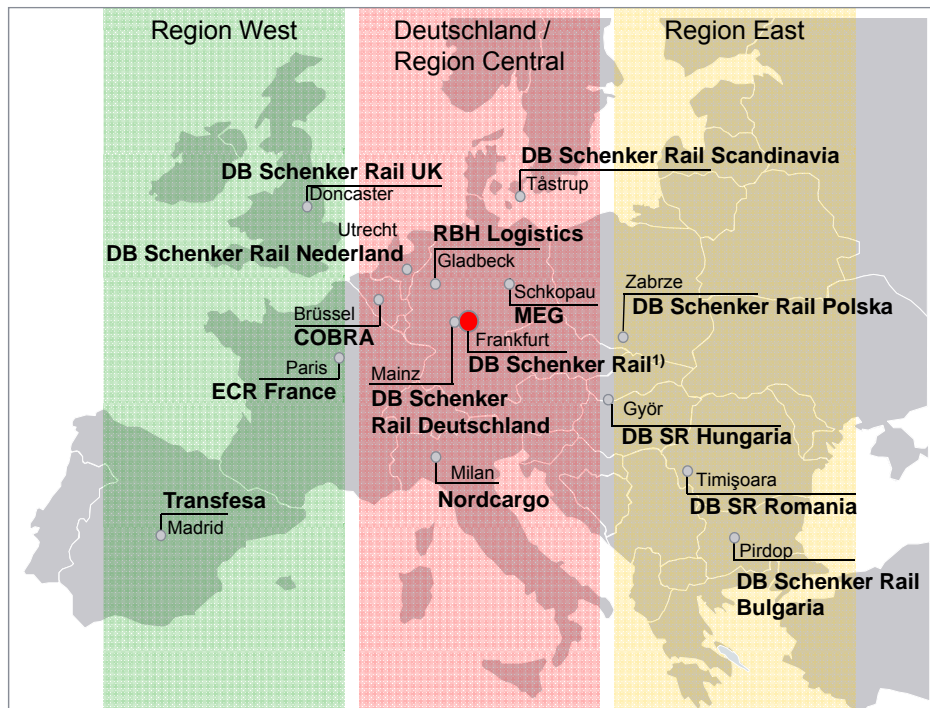 Region West
Deutschland /
Region Central
Region East
DB Schenker Rail UK
Doncaster
DB Schenker Rail Scandinavia
Tåstrup
Utrecht
DB Schenker Rail Nederland
RBH Logistics
Gladbeck
Schkopau
MEG
Zabrze
DB Schenker Rail Polska
Brüssel
COBRA
Frankfurt
DB Schenker Rail¹⁾
Paris
ECR France
Mainz
DB Schenker
Rail Deutschland
Györ
DB SR Hungaria
Milan
Nordcargo
Timişoara
DB SR Romania
Transfesa
Madrid
Pirdop
DB Schenker Rail
Bulgaria